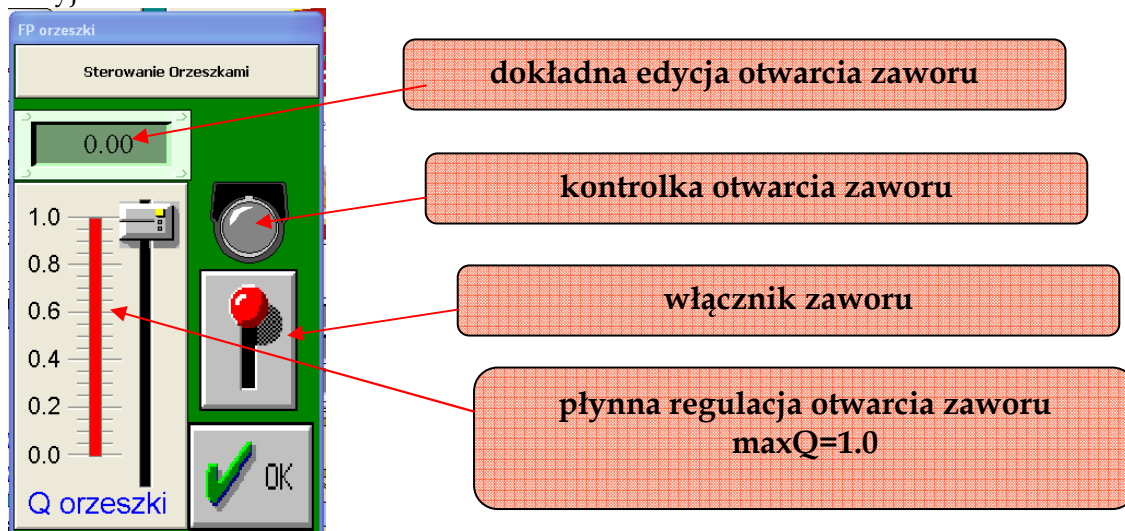 FP orzeszki
Sterowanie Orzeszkami
dokładna edycja otwarcia zaworu
0.00
kontrolka otwarcia zaworu
1.0
0.8
0.6
0.4
0.2
0.0
włącznik zaworu
płynna regulacja otwarcia zaworu
maxQ=1.0
OK
Q orzeszki